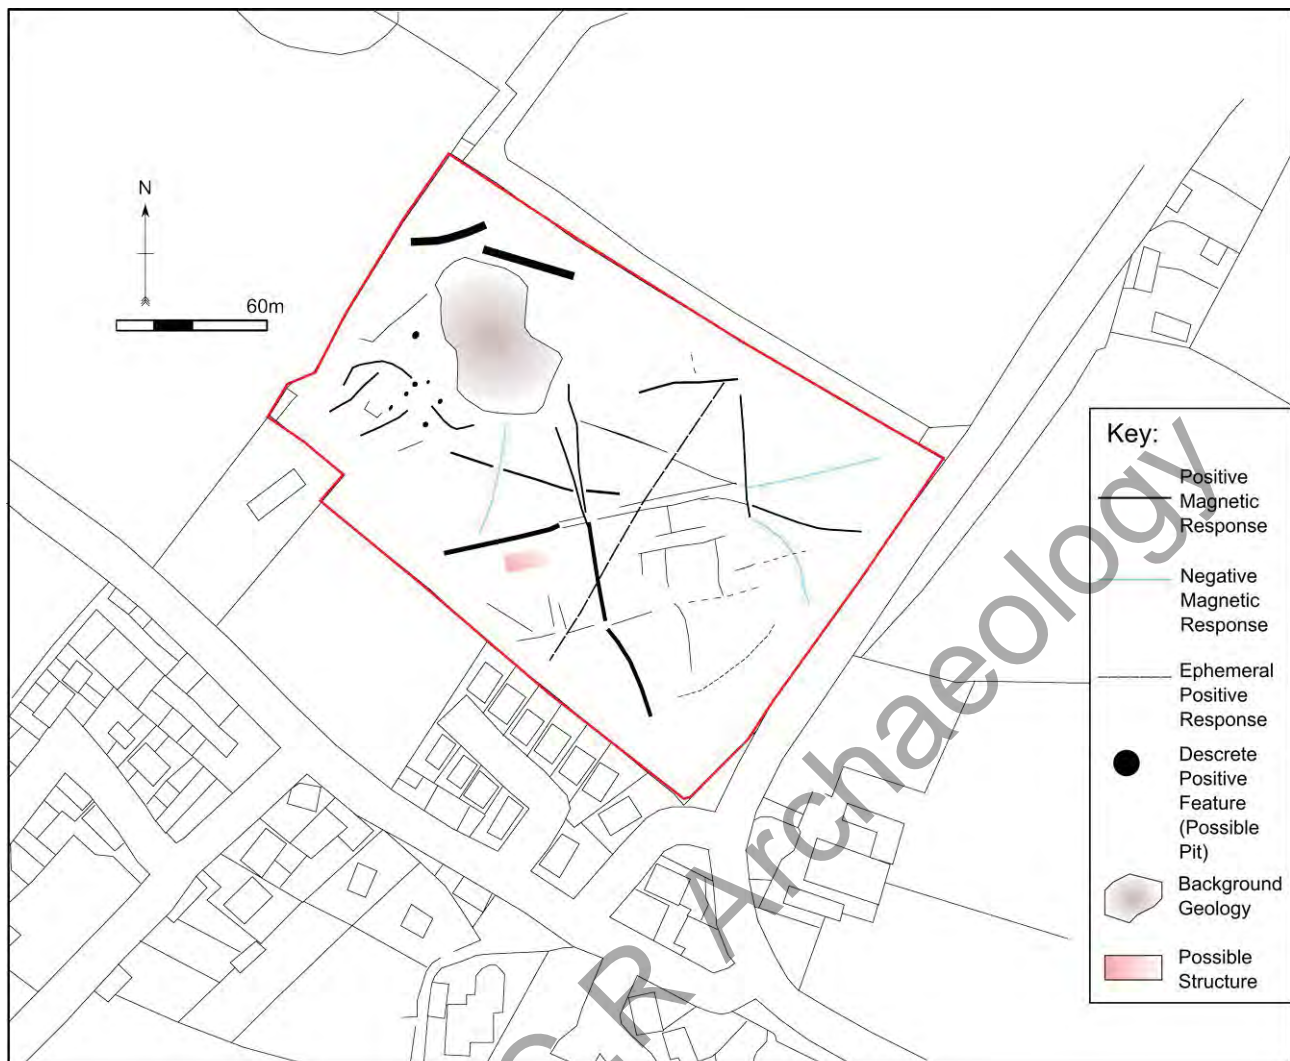 N
60m
Key:
Positive
Magnetic
Response
Negative
Magnetic
Response
Ephemeral
Positive
Response
Descrete
Positive
Feature
(Possible
Pit)
Background
Geology
Possible
Structure
R Archaeology